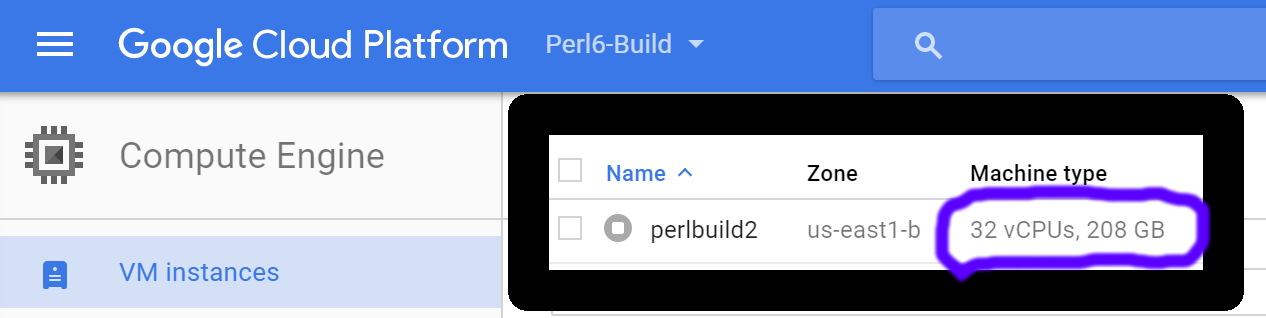 Google Cloud Platform Perl6-Build
Compute Engine
Name Zone Machine type
perlbuild2 us-east1-b 32 vCPUs, 208 GB
VM instances